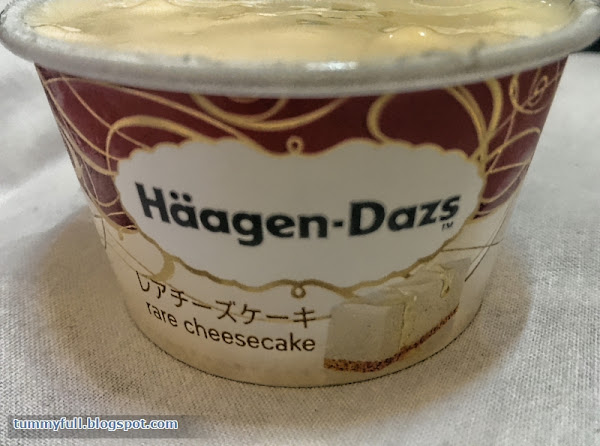 Häagen-Dazs
TM
レアチーズケーキ
rare cheesecake
tummyfull.blogspot.com